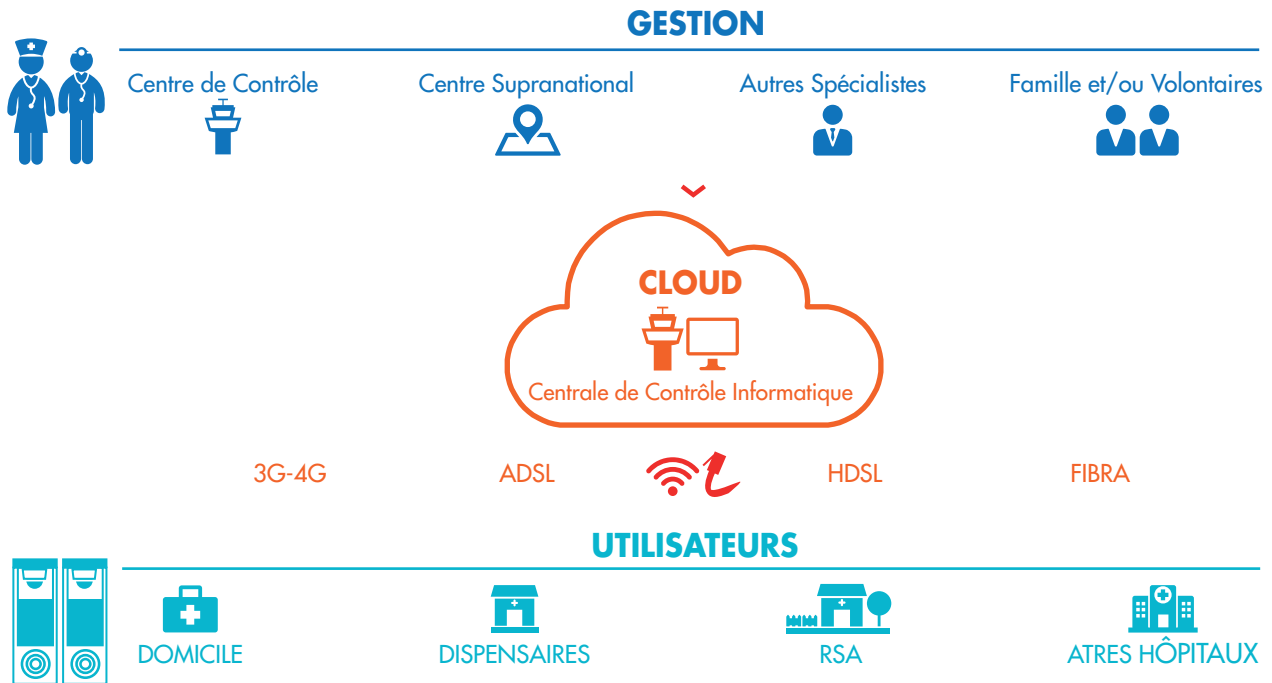 GESTION
Centre de Contrôle
Centre Supranational
Autres Spécialistes
Famille et/ou Volontaires
CLOUD
Centrale de Contrôle Informatique
3G-4G
ADSL
HDSL
FIBRA
UTILISATEURS
DOMICILE
DISPENSAIRES
RSA
ATRES HÔPITAUX